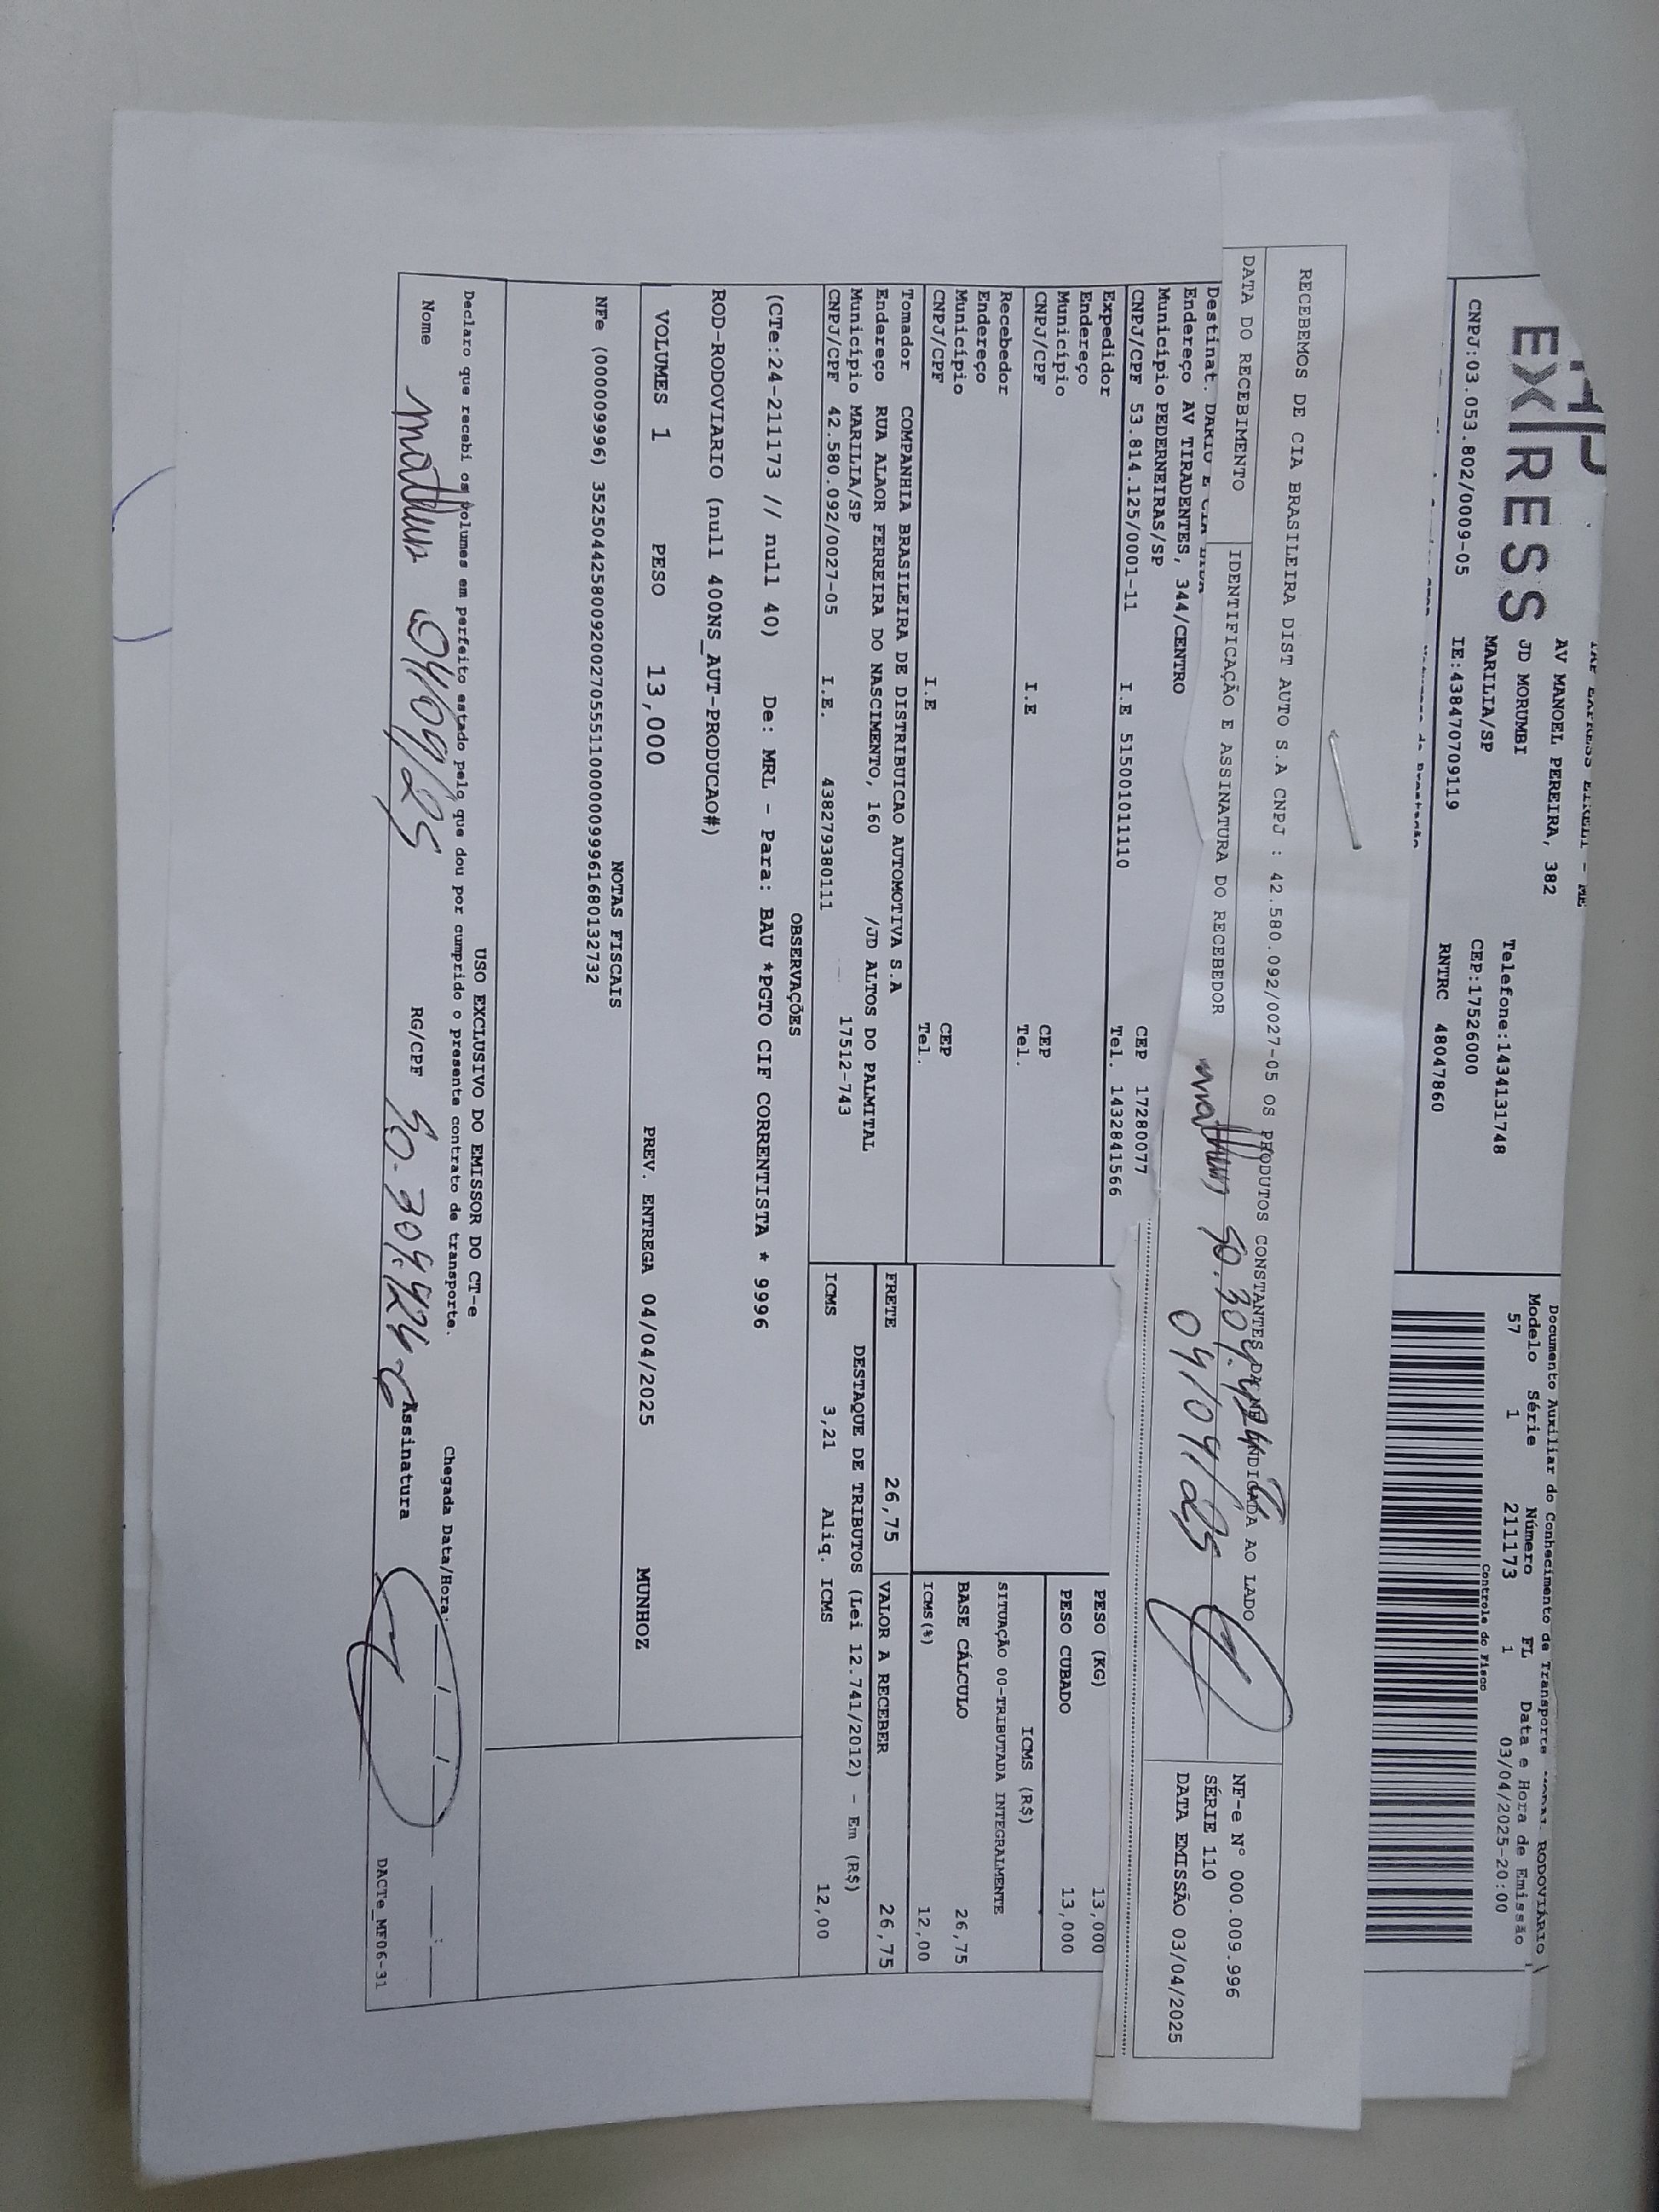 EXPRESS
AV MANOEL PEREIRA, 382
JD MORUMBI
MARILIA/SP
Telefone:1434131748
CEP:17526000
CNPJ:03.053.802/0009-05 IE:438470709119 RNTRC 48047860
Documento Auxiliar do Conhecimento de Transporte MODAL RODOVIÁRIO
Modelo Série Número FL Data e Hora de Emissão
57 1 211173 1 03/04/2025-20:00
Controle do Fisco
RECEBEMOS DE CIA BRASILEIRA DIST AUTO S.A CNPJ : 42.580.092/0027-05 OS PRODUTOS CONSTANTES DA NF INDICADA AO LADO
DATA DO RECEBIMENTO IDENTIFICAÇÃO E ASSINATURA DO RECEBEDOR
04/04/25
NF-e Nº 000.009.996
SÉRIE 110
DATA EMISSÃO 03/04/2025
Destinat. DARIO E CIA LTDA
Endereço AV TIRADENTES, 344/CENTRO
Município PEDERNEIRAS/SP CEP 17280077
CNPJ/CPF 53.814.125/0001-11 I.E 515001011110 Tel. 1432841566
Expedidor
Endereço
Município CEP
CNPJ/CPF I.E Tel.
Recebedor
Endereço
Município CEP
CNPJ/CPF I.E Tel.
Tomador COMPANHIA BRASILEIRA DE DISTRIBUICAO AUTOMOTIVA S.A
Endereço RUA ALAOR FERREIRA DO NASCIMENTO, 160 /JD ALTOS DO PALMITAL
Município MARILIA/SP 17512-743
CNPJ/CPF 42.580.092/0027-05 I.E. 438279380111
PESO (KG) 13,000
PESO CUBADO 13,000
ICMS (R$)
SITUAÇÃO 00-TRIBUTADA INTEGRALMENTE
BASE CÁLCULO 26,75
ICMS(%) 12,00
FRETE 26,75 VALOR A RECEBER 26,75
DESTAQUE DE TRIBUTOS (Lei 12.741/2012) - Em (R$)
ICMS 3,21 Aliq. ICMS 12,00
OBSERVAÇÕES
(CTe:24-211173 // null 40) De: MRL - Para: BAU *PGTO CIF CORRENTISTA * 9996
ROD-RODOVIARIO (null 400NS_AUT-PRODUCAO#)
VOLUMES 1 PESO 13,000 PREV. ENTREGA 04/04/2025 MUNHOZ
NOTAS FISCAIS
NFe (000009996) 35250442580092002705551100000099961680132732
USO EXCLUSIVO DO EMISSOR DO CT-e
Declaro que recebi os volumes em perfeito estado pelo que dou por cumprido o presente contrato de transporte.
Chegada Data/Hora: __/__/__ __:__
Nome 04/04/25 RG/CPF Assinatura
DACTe_MF06-31